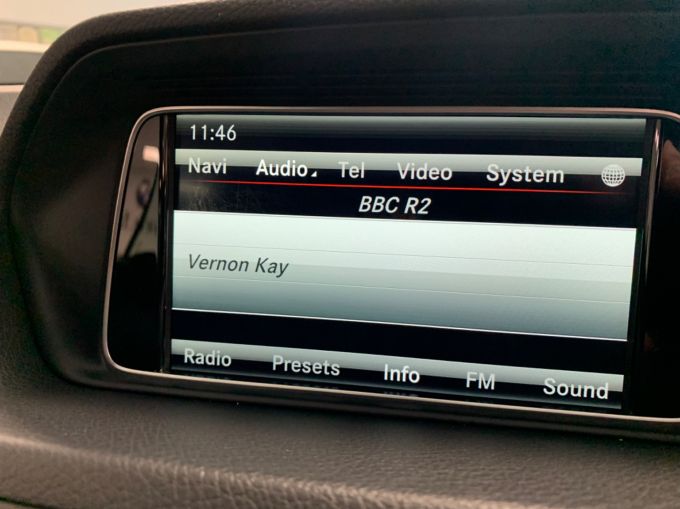 11:46
Navi Audio Tel Video System
BBC R2
Vernon Kay
Radio Presets Info FM Sound